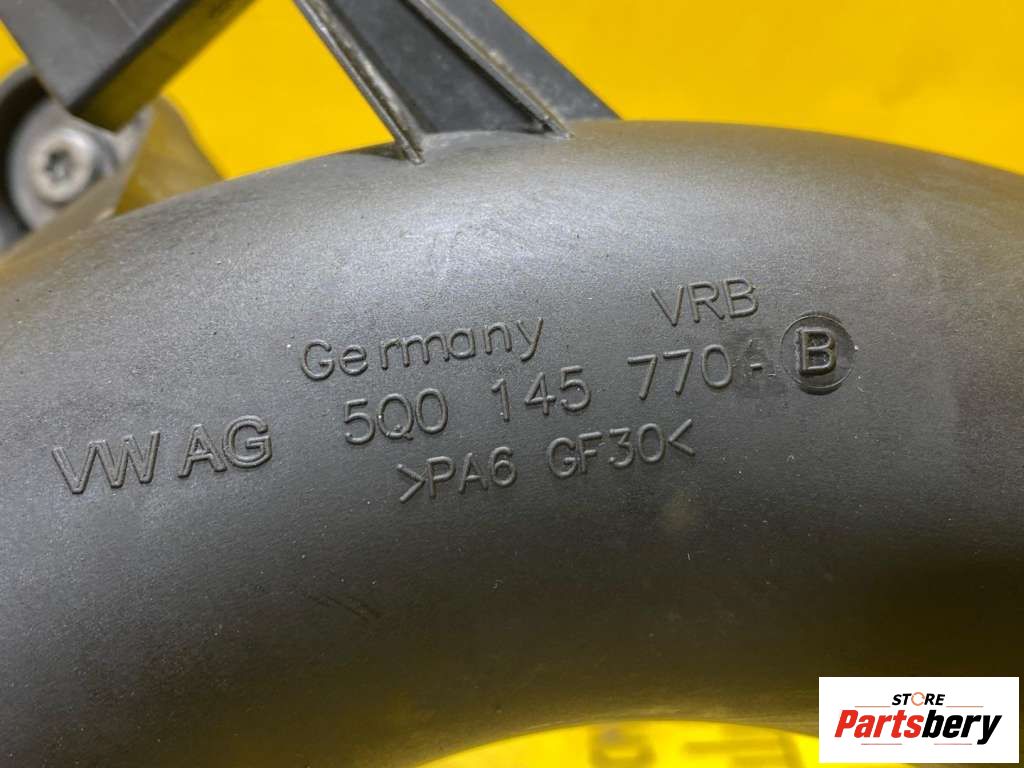 Germany VRB
VW AG 5Q0 145 770 A B
>PA6 GF30<
STORE
Partsbery